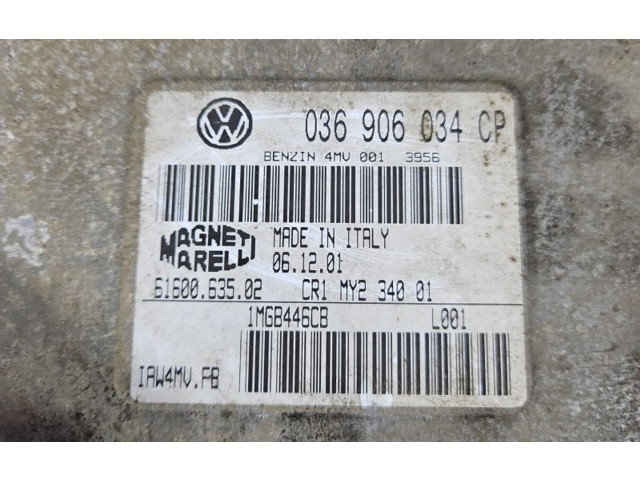 036 906 034 CP
BENZIN 4MV 001 3956
MAGNETI MARELLI
MADE IN ITALY
06.12.01
61600.635.02 CR1 MY2 340 01
1MGB446CB L001
IAW4MV.FB